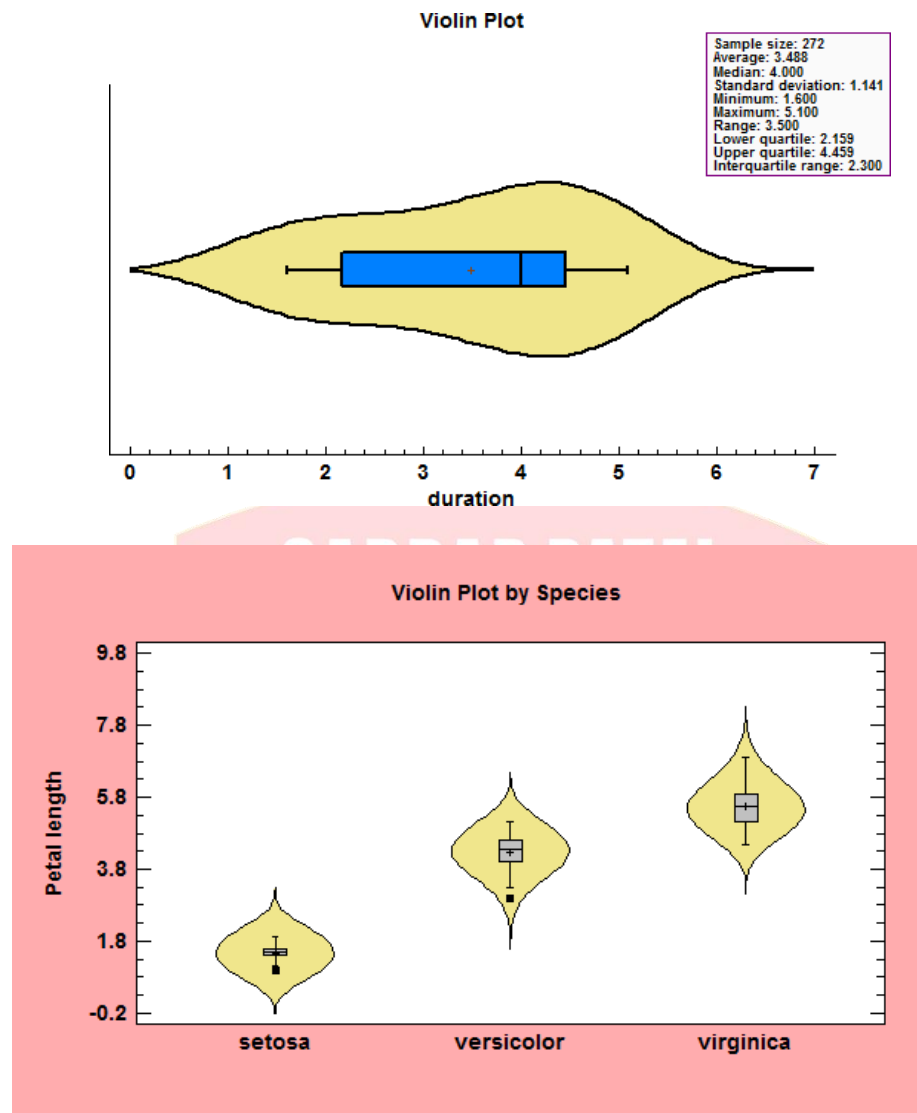 Violin Plot
Sample size: 272
Average: 3.488
Median: 4.000
Standard deviation: 1.141
Minimum: 1.600
Maximum: 5.100
Range: 3.500
Lower quartile: 2.159
Upper quartile: 4.459
Interquartile range: 2.300
0 1 2 3 4 5 6 7
duration
Violin Plot by Species
Petal length
9.8
7.8
5.8
3.8
1.8
-0.2
setosa versicolor virginica